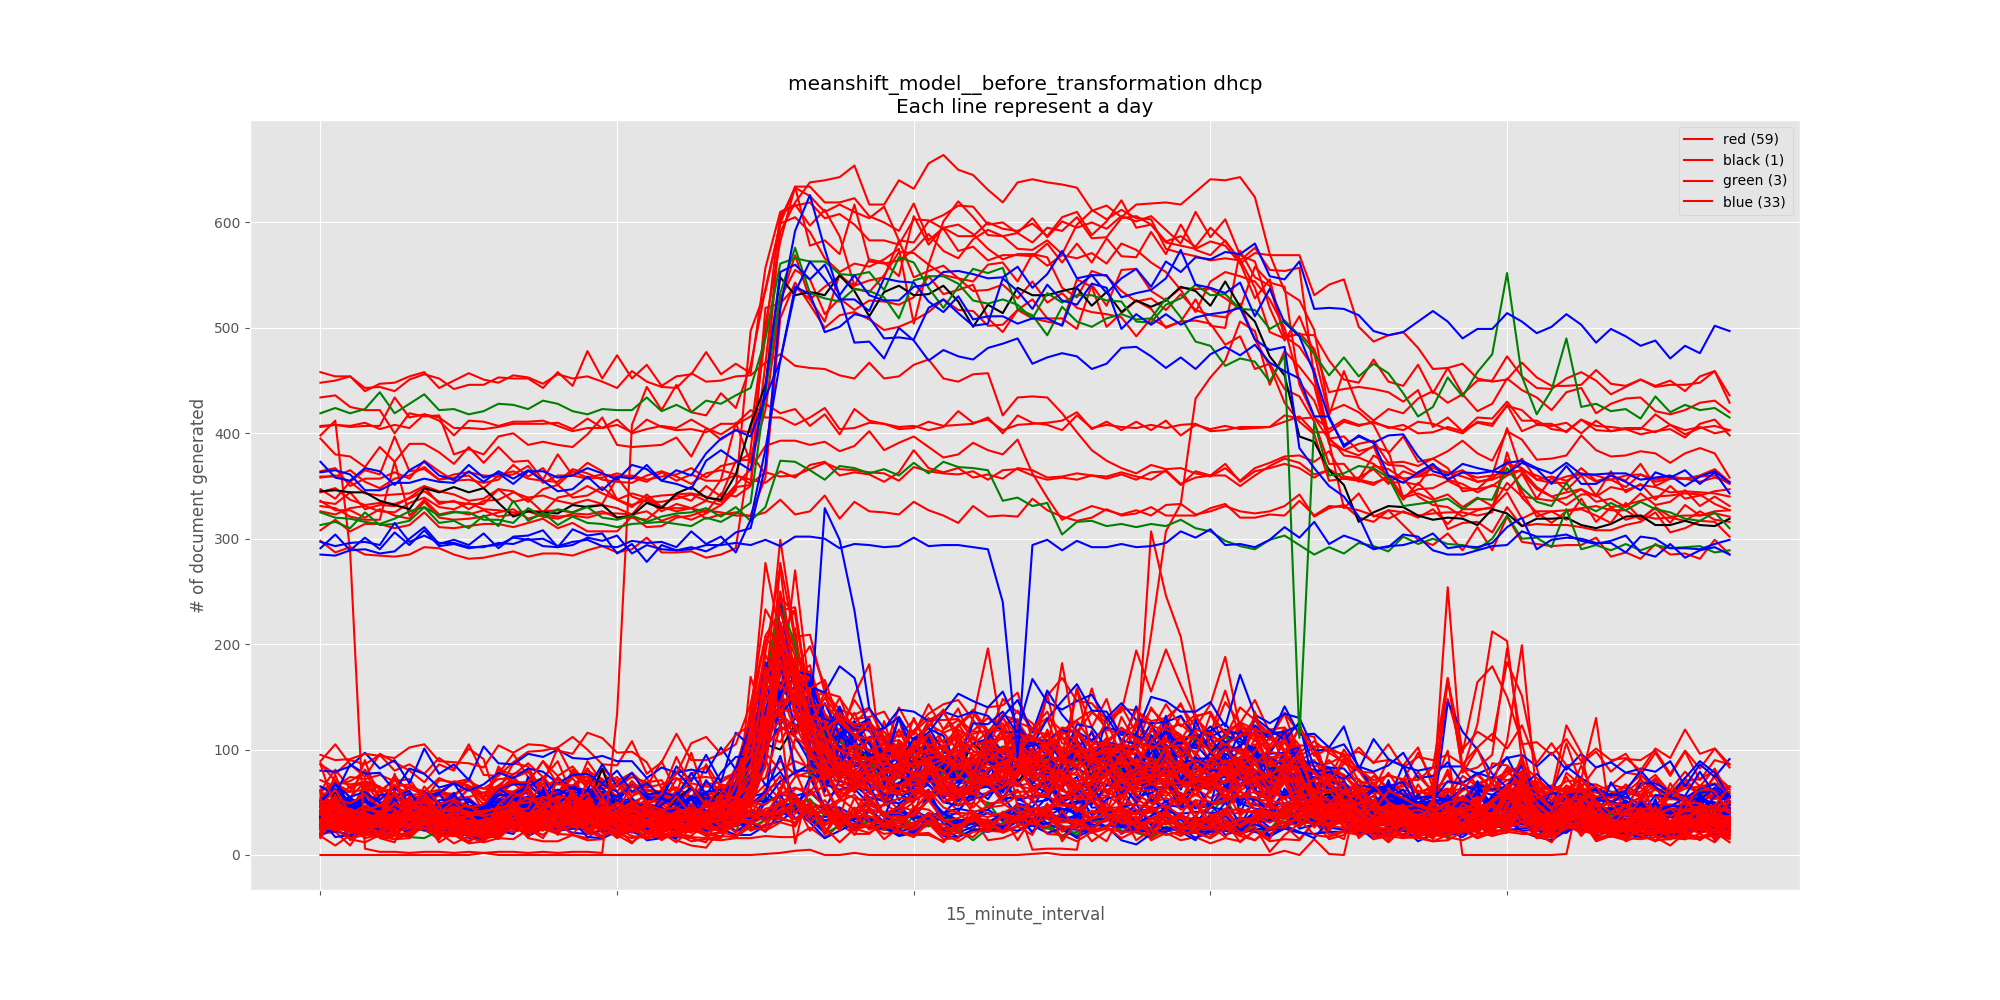 meanshift_model__before_transformation dhcp
Each line represent a day
red (59)
black (1)
green (3)
blue (33)
600
500
400
300
200
100
0
# of document generated
15_minute_interval